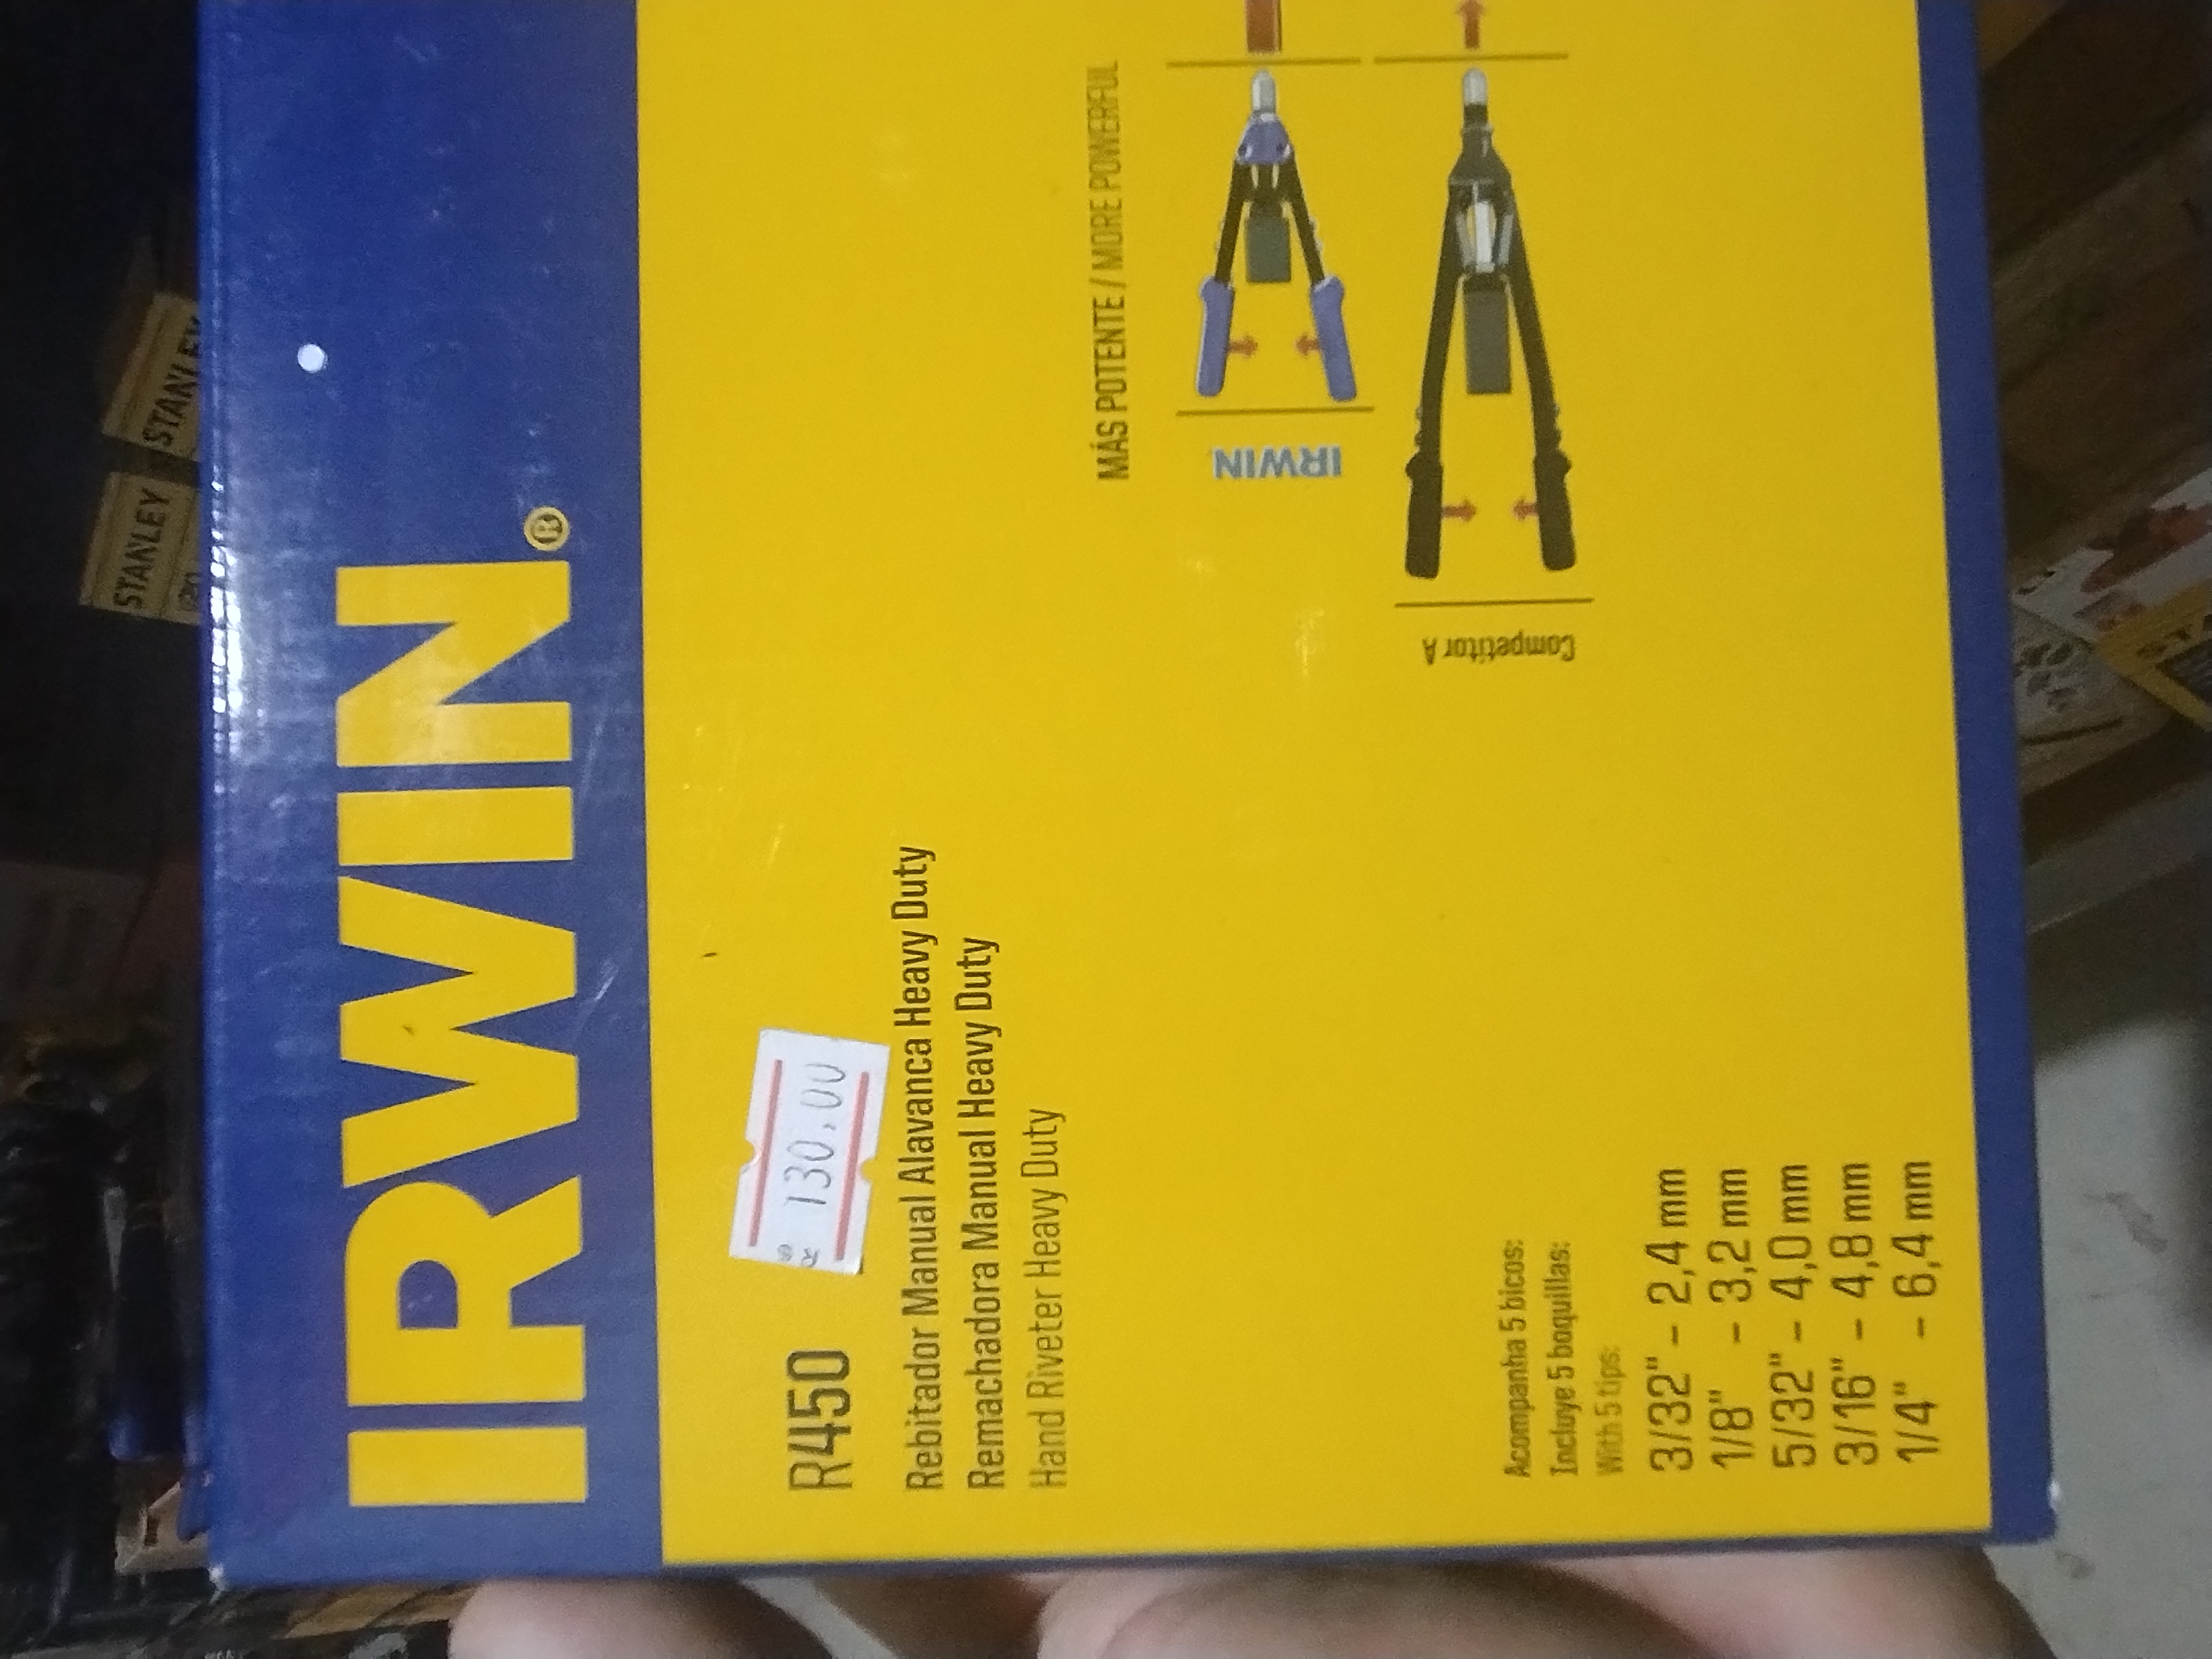 STANLEY
STANLEY
IRWIN®
R450
R$ 130,00
Rebitador Manual Alavanca Heavy Duty
Remachadora Manual Heavy Duty
Hand Riveter Heavy Duty
MÁS POTENTE / MORE POWERFUL
IRWIN
Competitor A
Acompanha 5 bicos:
Incluye 5 boquillas:
With 5 tips:
3/32" - 2,4 mm
1/8" - 3,2 mm
5/32" - 4,0 mm
3/16" - 4,8 mm
1/4" - 6,4 mm